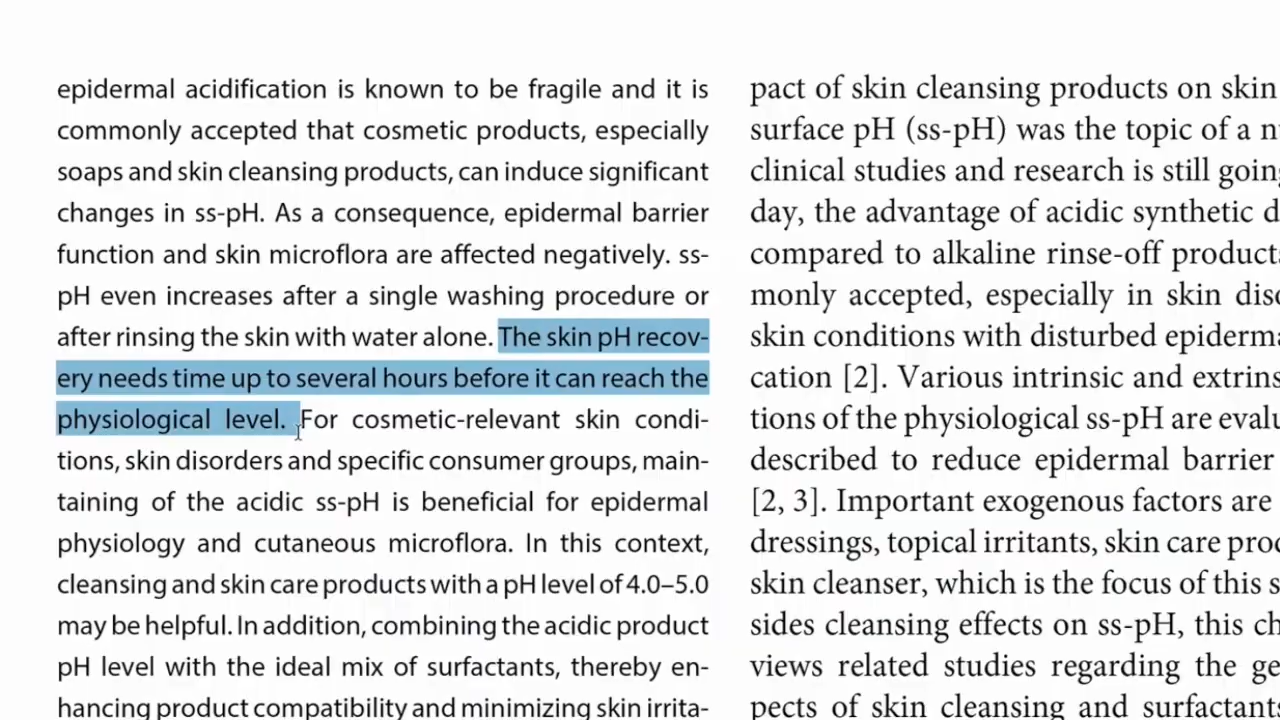 epidermal acidification is known to be fragile and it is
commonly accepted that cosmetic products, especially
soaps and skin cleansing products, can induce significant
changes in ss-pH. As a consequence, epidermal barrier
function and skin microflora are affected negatively. ss-
pH even increases after a single washing procedure or
after rinsing the skin with water alone. The skin pH recov-
ery needs time up to several hours before it can reach the
physiological level. For cosmetic-relevant skin condi-
tions, skin disorders and specific consumer groups, main-
taining of the acidic ss-pH is beneficial for epidermal
physiology and cutaneous microflora. In this context,
cleansing and skin care products with a pH level of 4.0–5.0
may be helpful. In addition, combining the acidic product
pH level with the ideal mix of surfactants, thereby en-
hancing product compatibility and minimizing skin irrita-
pact of skin cleansing products on skin
surface pH (ss-pH) was the topic of a
clinical studies and research is still going
day, the advantage of acidic synthetic
compared to alkaline rinse-off product
monly accepted, especially in skin
skin conditions with disturbed
cation [2]. Various intrinsic and
tions of the physiological ss-pH are
described to reduce epidermal barrier
[2, 3]. Important exogenous factors are
dressings, topical irritants, skin care
skin cleanser, which is the focus of this
sides cleansing effects on ss-pH, this
views related studies regarding the
pects of skin cleansing and surfactants